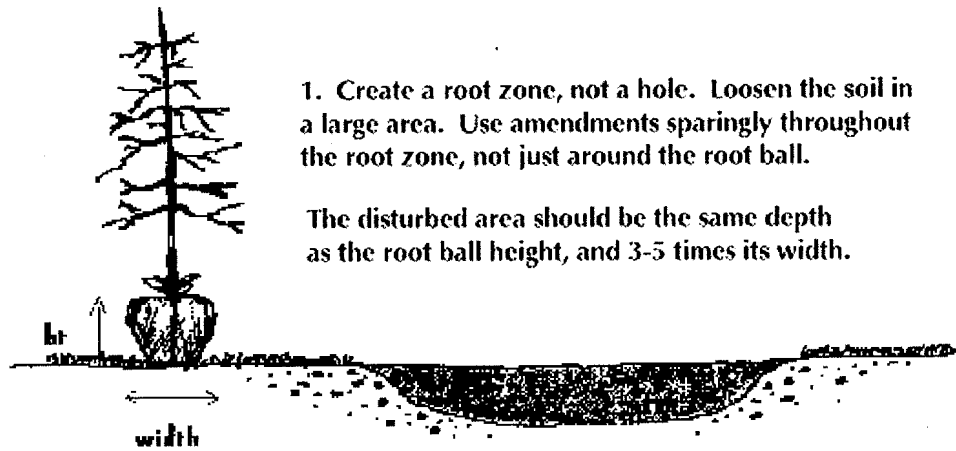 1. Create a root zone, not a hole. Loosen the soil in
a large area. Use amendments sparingly throughout
the root zone, not just around the root ball.
The disturbed area should be the same depth
as the root ball height, and 3-5 times its width.
ht
width